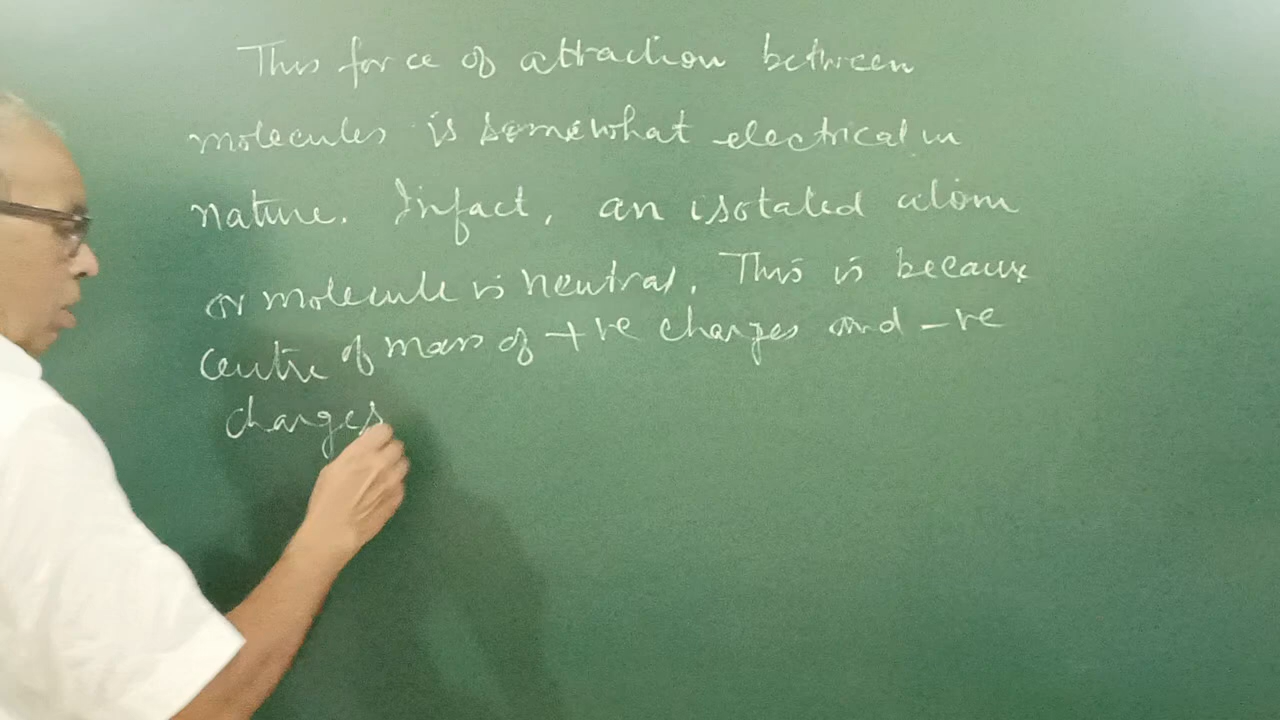 This force of attraction between
molecules is somewhat electrical in
nature. Infact, an isotaled atom
or molecule is neutral. This is because
centre of mass of +ve charges and -ve
charges